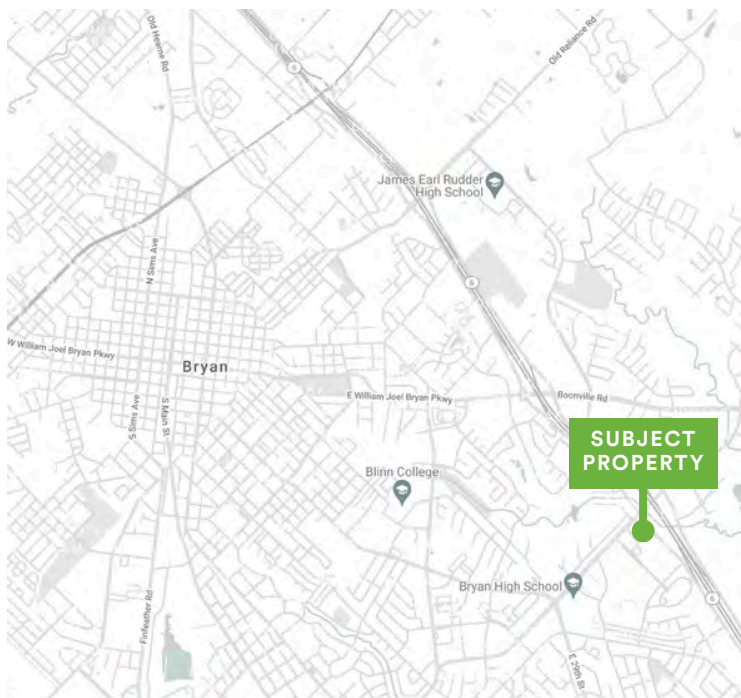 Old Hearne Rd
6
Old Reliance Rd
James Earl Rudder
High School
N Sims Ave
6
W William Joel Bryan Pkwy
Bryan
E William Joel Bryan Pkwy
Boonville Rd
S Sims Ave
S Main St
SUBJECT
PROPERTY
Blinn College
Bryan High School
Finfeather Rd
6
E 29th St